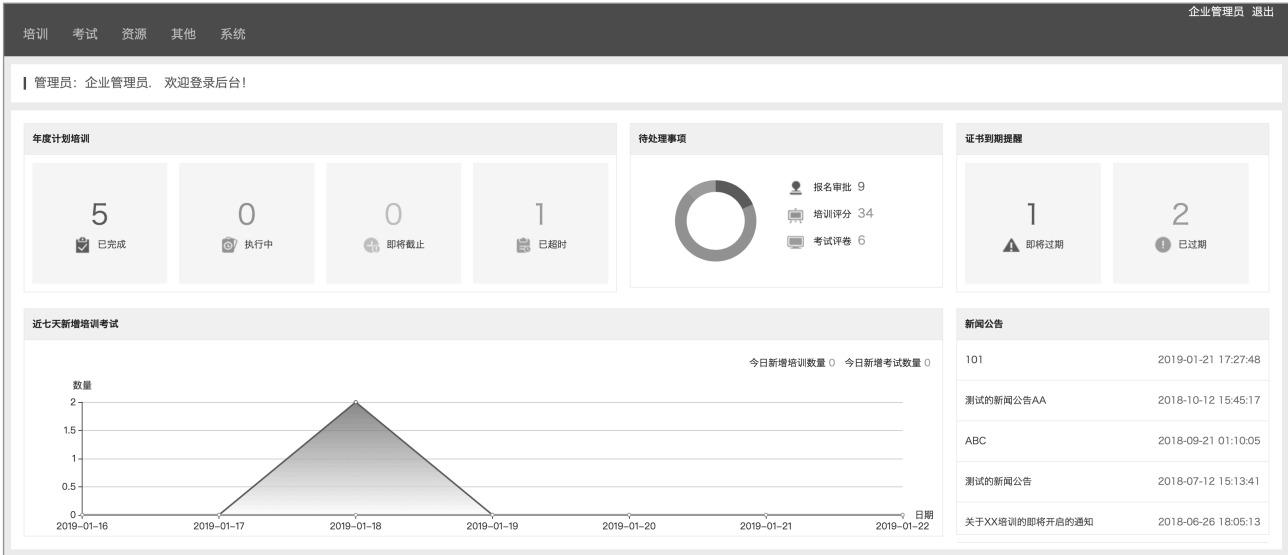 企业管理员 退出
培训 考试 资源 其他 系统
管理员：企业管理员. 欢迎登录后台！
年度计划培训
5
已完成
0
执行中
0
即将截止
1
已超时
待处理事项
报名审批 9
培训评分 34
考试评卷 6
证书到期提醒
1
即将过期
2
已过期
近七天新增培训考试
今日新增培训数量 0 今日新增考试数量 0
数量
2
1.5
1
0.5
0
日期
2019-01-16 2019-01-17 2019-01-18 2019-01-19 2019-01-20 2019-01-21 2019-01-22
新闻公告
101 2019-01-21 17:27:48
测试的新闻公告AA 2018-10-12 15:45:17
ABC 2018-09-21 01:10:05
测试的新闻公告 2018-07-12 15:13:41
关于XX培训的即将开启的通知 2018-06-26 18:05:13